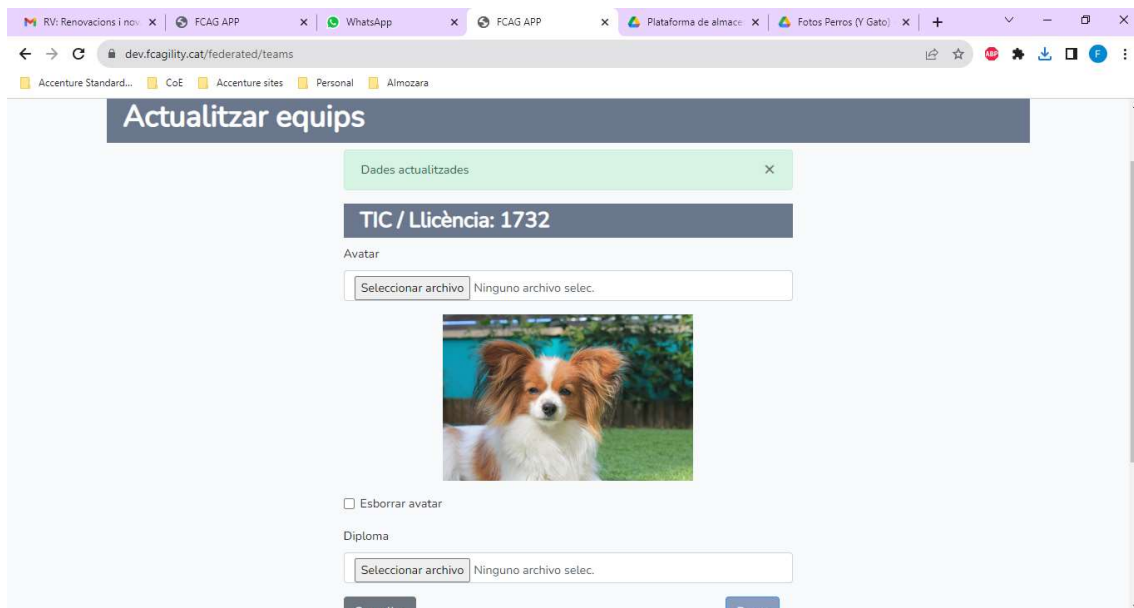 RV: Renovacions i nov
FCAG APP
WhatsApp
FCAG APP
Plataforma de almace
Fotos Perros (Y Gato)
dev.fcagility.cat/federated/teams
ABP
F
Accenture Standard...
CoE
Accenture sites
Personal
Almozara
Actualitzar equips
Dades actualitzades
TIC / Llicència: 1732
Avatar
Seleccionar archivo Ninguno archivo selec.
Esborrar avatar
Diploma
Seleccionar archivo Ninguno archivo selec.